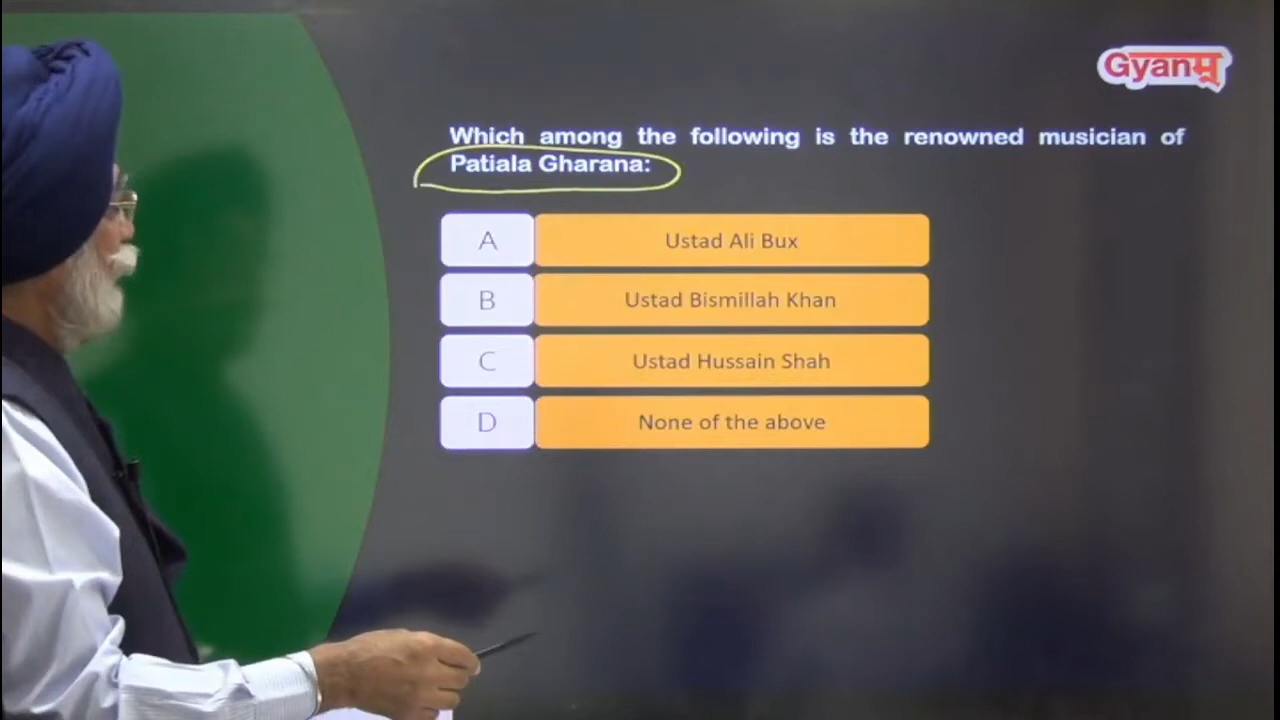 Gyanम्
Which among the following is the renowned musician of
Patiala Gharana:
A Ustad Ali Bux
B Ustad Bismillah Khan
C Ustad Hussain Shah
D None of the above